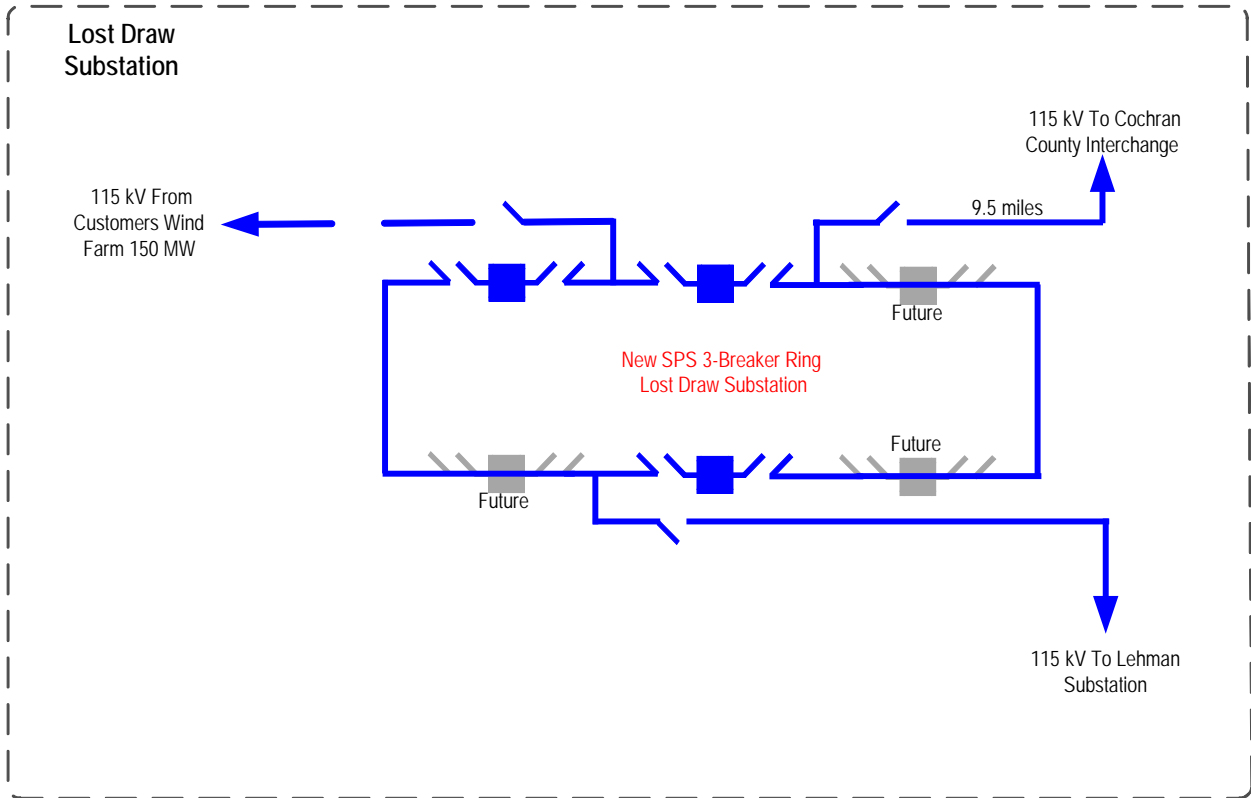 Lost Draw
Substation
115 kV To Cochran
County Interchange
115 kV From
Customers Wind
Farm 150 MW
9.5 miles
Future
New SPS 3-Breaker Ring
Lost Draw Substation
Future
Future
115 kV To Lehman
Substation